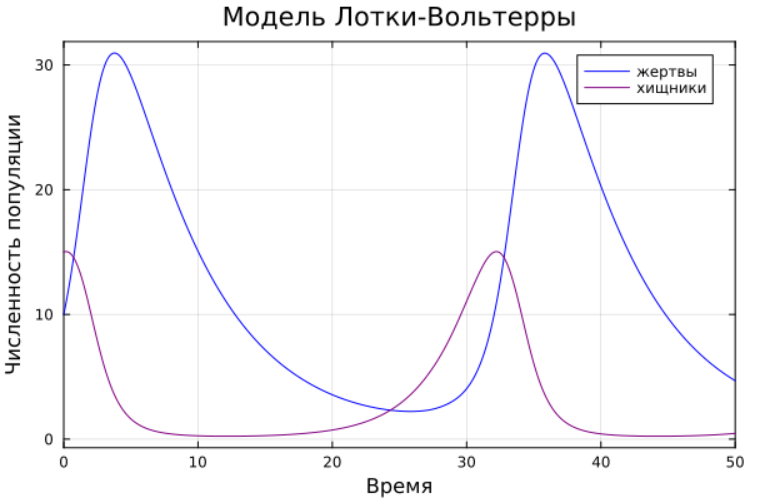 Модель Лотки-Вольтерры
Численность популяции
30
20
10
0
жертвы
хищники
0 10 20 30 40 50
Время